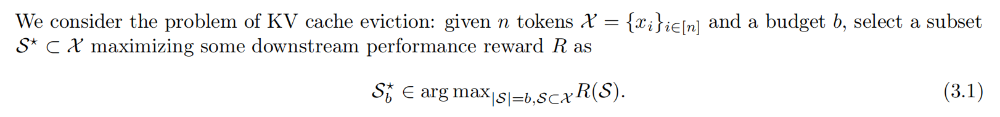 We consider the problem of KV cache eviction: given n tokens 𝒳 = {x_i}_{i∈[n]} and a budget b, select a subset
𝒮* ⊂ 𝒳 maximizing some downstream performance reward R as
𝒮*_b ∈ arg max_{|𝒮|=b,𝒮⊂𝒳} R(𝒮). (3.1)